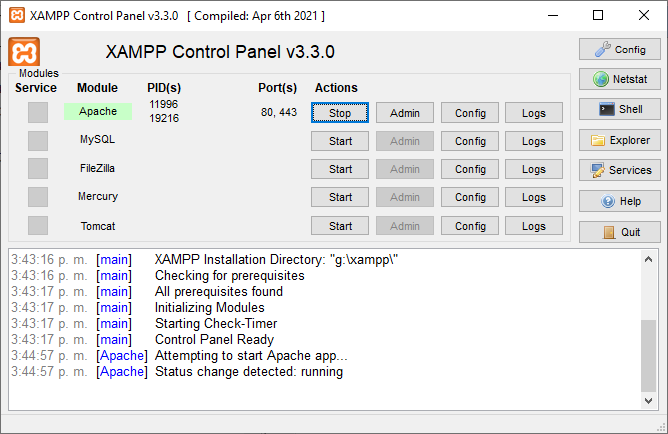 XAMPP Control Panel v3.3.0 [ Compiled: Apr 6th 2021 ]
XAMPP Control Panel v3.3.0
Config
Netstat
Shell
Explorer
Services
Help
Quit
Modules
Service Module PID(s) Port(s) Actions
Apache 11996 19216 80, 443 Stop Admin Config Logs
MySQL Start Admin Config Logs
FileZilla Start Admin Config Logs
Mercury Start Admin Config Logs
Tomcat Start Admin Config Logs
3:43:16 p. m. [main] XAMPP Installation Directory: "g:\xampp\"
3:43:16 p. m. [main] Checking for prerequisites
3:43:17 p. m. [main] All prerequisites found
3:43:17 p. m. [main] Initializing Modules
3:43:17 p. m. [main] Starting Check-Timer
3:43:17 p. m. [main] Control Panel Ready
3:44:57 p. m. [Apache] Attempting to start Apache app...
3:44:57 p. m. [Apache] Status change detected: running